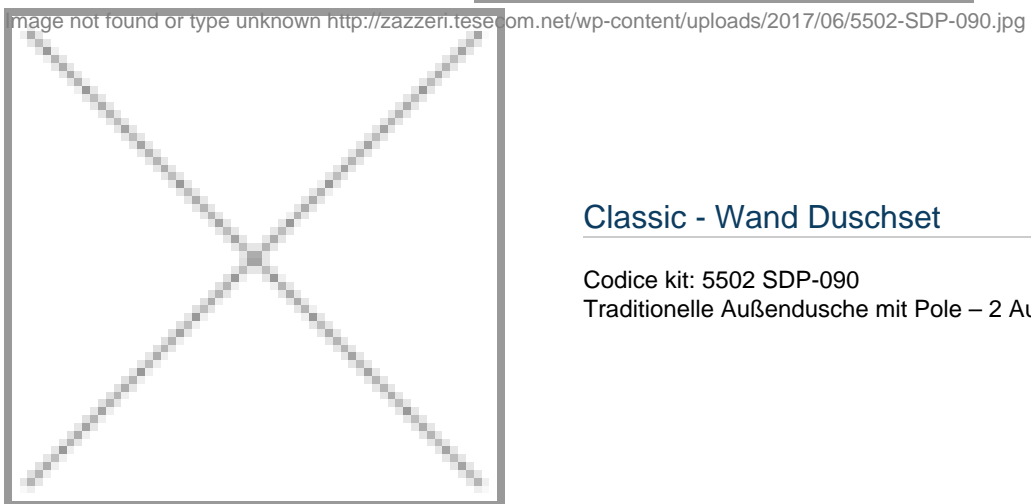 Image not found or type unknown http://zazzeri.tesecom.net/wp-content/uploads/2017/06/5502-SDP-090.jpg
Classic - Wand Duschset
Codice kit: 5502 SDP-090
Traditionelle Außendusche mit Pole – 2 Au